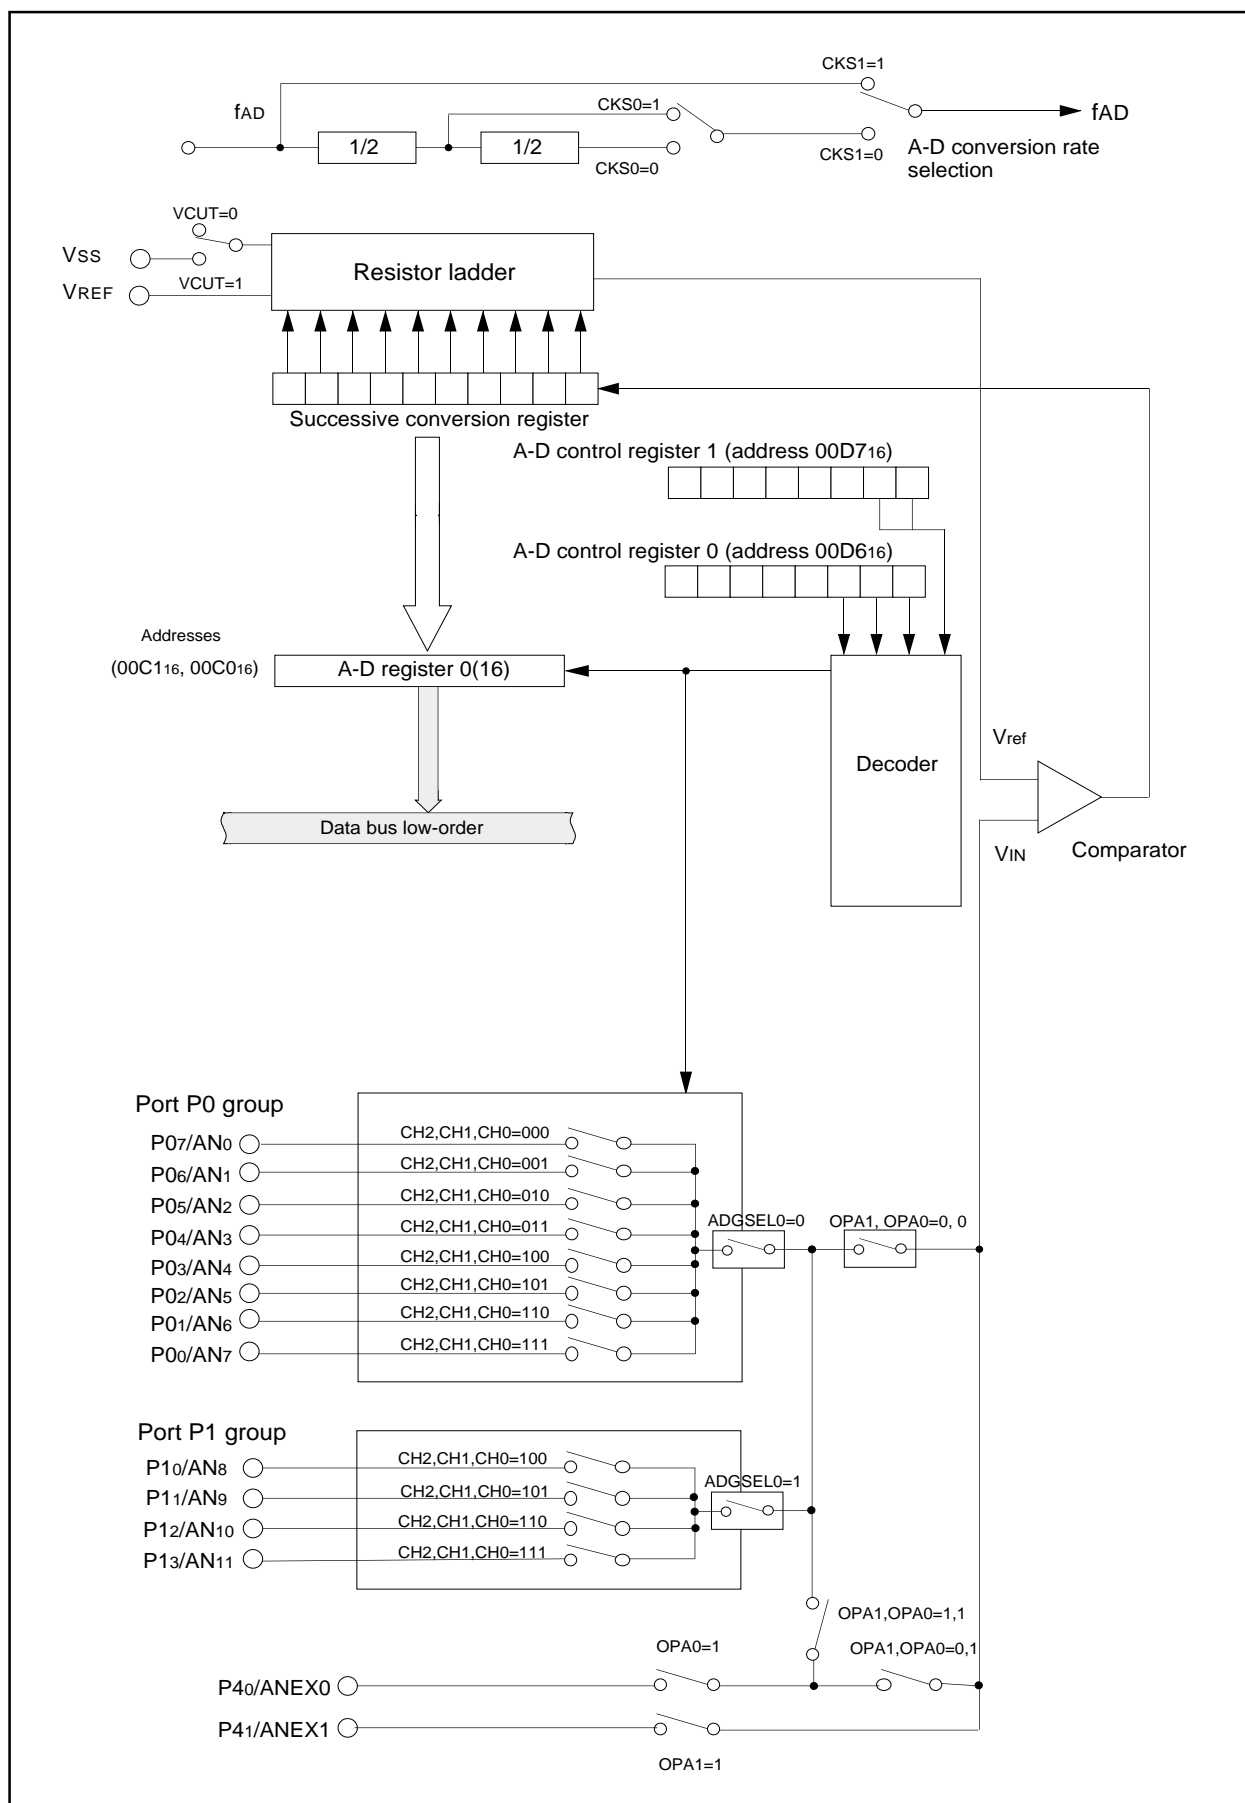 CKS1=1
fAD
CKS0=1
fAD
1/2
1/2
CKS0=0
CKS1=0
A-D conversion rate
selection
VCUT=0
VSS
Resistor ladder
VREF
VCUT=1
Successive conversion register
A-D control register 1 (address 00D716)
A-D control register 0 (address 00D616)
Addresses
(00C116, 00C016)
A-D register 0(16)
Vref
Decoder
Data bus low-order
VIN
Comparator
Port P0 group
P07/AN0
CH2,CH1,CH0=000
P06/AN1
CH2,CH1,CH0=001
P05/AN2
CH2,CH1,CH0=010
P04/AN3
CH2,CH1,CH0=011
P03/AN4
CH2,CH1,CH0=100
P02/AN5
CH2,CH1,CH0=101
P01/AN6
CH2,CH1,CH0=110
P00/AN7
CH2,CH1,CH0=111
ADGSEL0=0
OPA1, OPA0=0, 0
Port P1 group
P10/AN8
CH2,CH1,CH0=100
P11/AN9
CH2,CH1,CH0=101
P12/AN10
CH2,CH1,CH0=110
P13/AN11
CH2,CH1,CH0=111
ADGSEL0=1
OPA1,OPA0=1,1
OPA0=1
OPA1,OPA0=0,1
P40/ANEX0
P41/ANEX1
OPA1=1